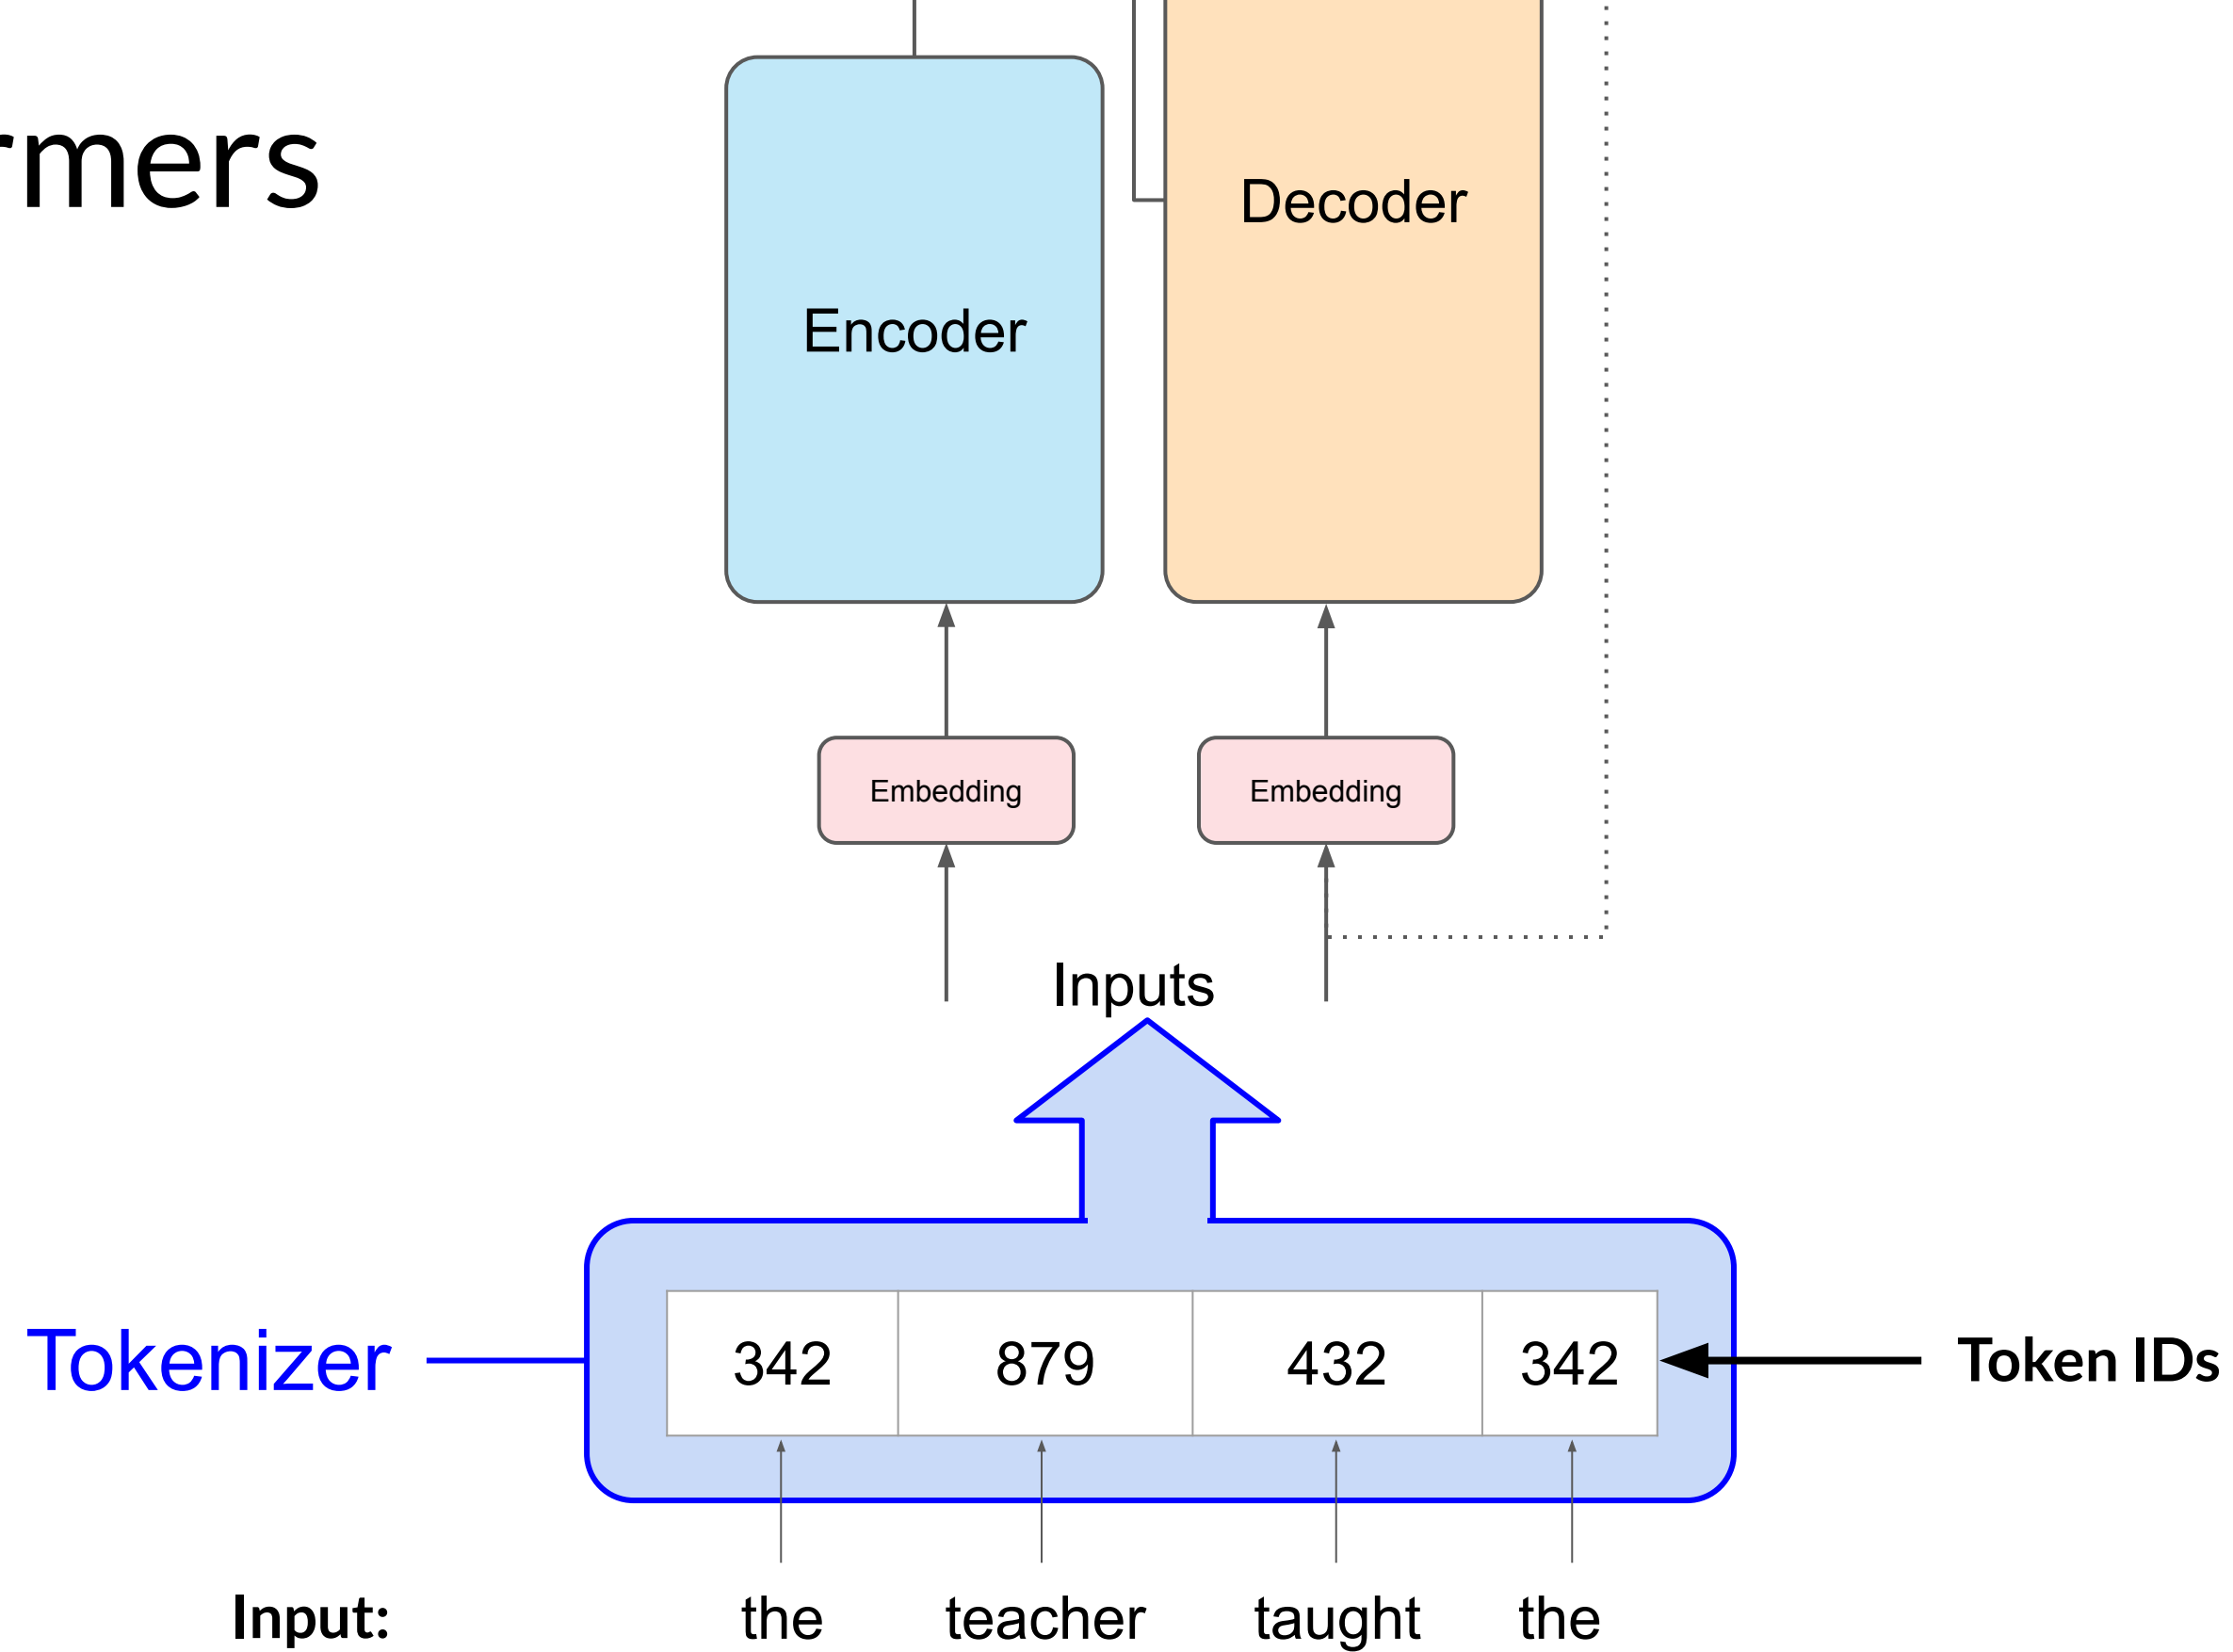 rmers
Decoder
Encoder
Embedding Embedding
Inputs
Tokenizer 342 879 432 342 Token IDs
Input: the teacher taught the